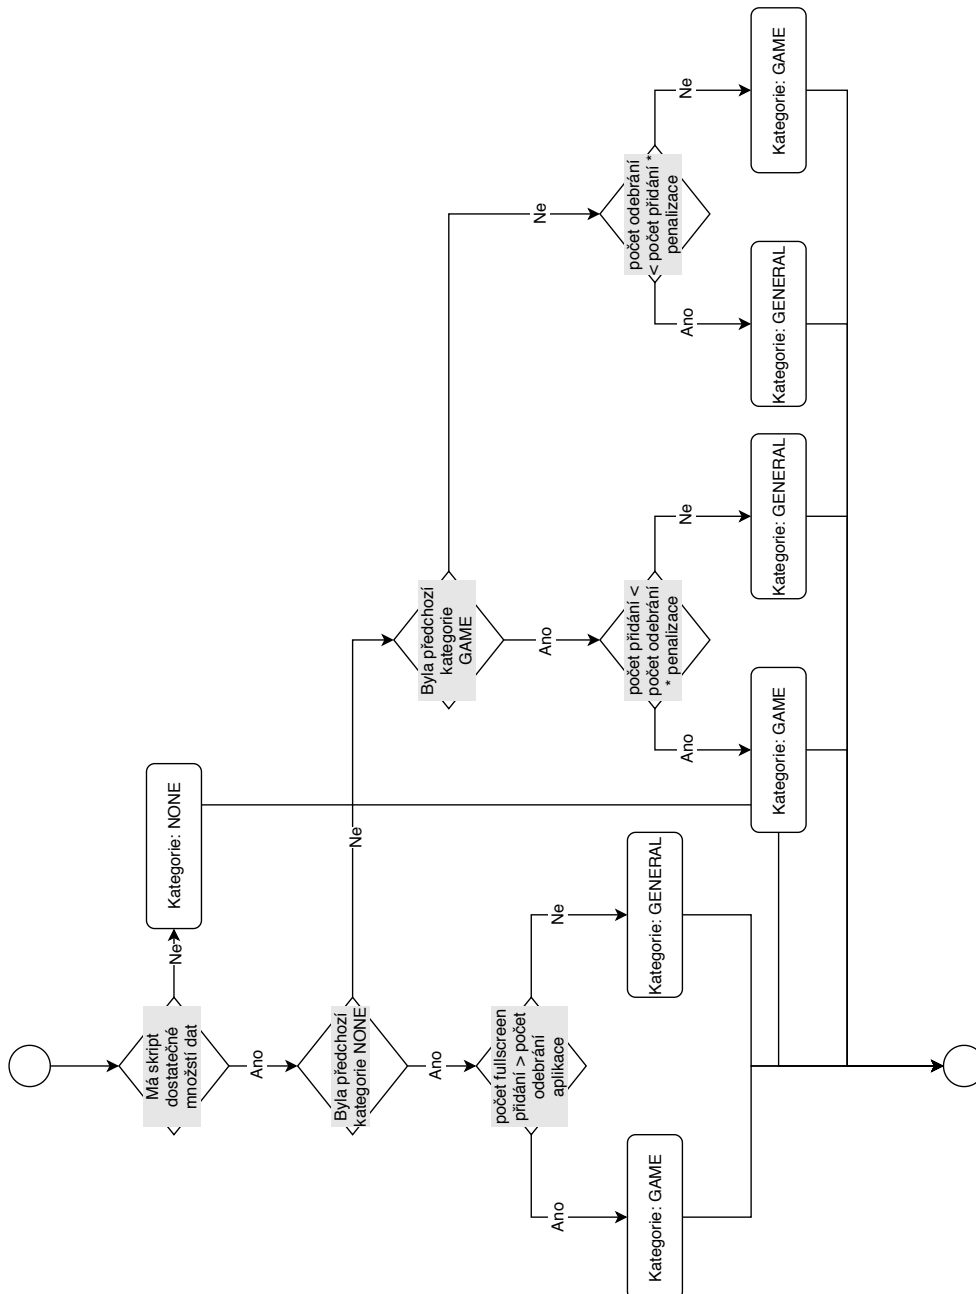 Má skript
dostatečné
množstí dat
Ne
Kategorie: NONE
Ano
Byla předchozí
kategorie NONE
Ne
Ano
počet fullscreen
přidání > počet
odebrání
aplikace
Ano
Kategorie: GAME
Ne
Kategorie: GENERAL
Byla předchozí
kategorie
GAME
Ano
počet přidání <
počet odebrání
* penalizace
Ano
Kategorie: GAME
Ne
Kategorie: GENERAL
Ne
počet odebrání
< počet přidání *
penalizace
Ano
Kategorie: GENERAL
Ne
Kategorie: GAME